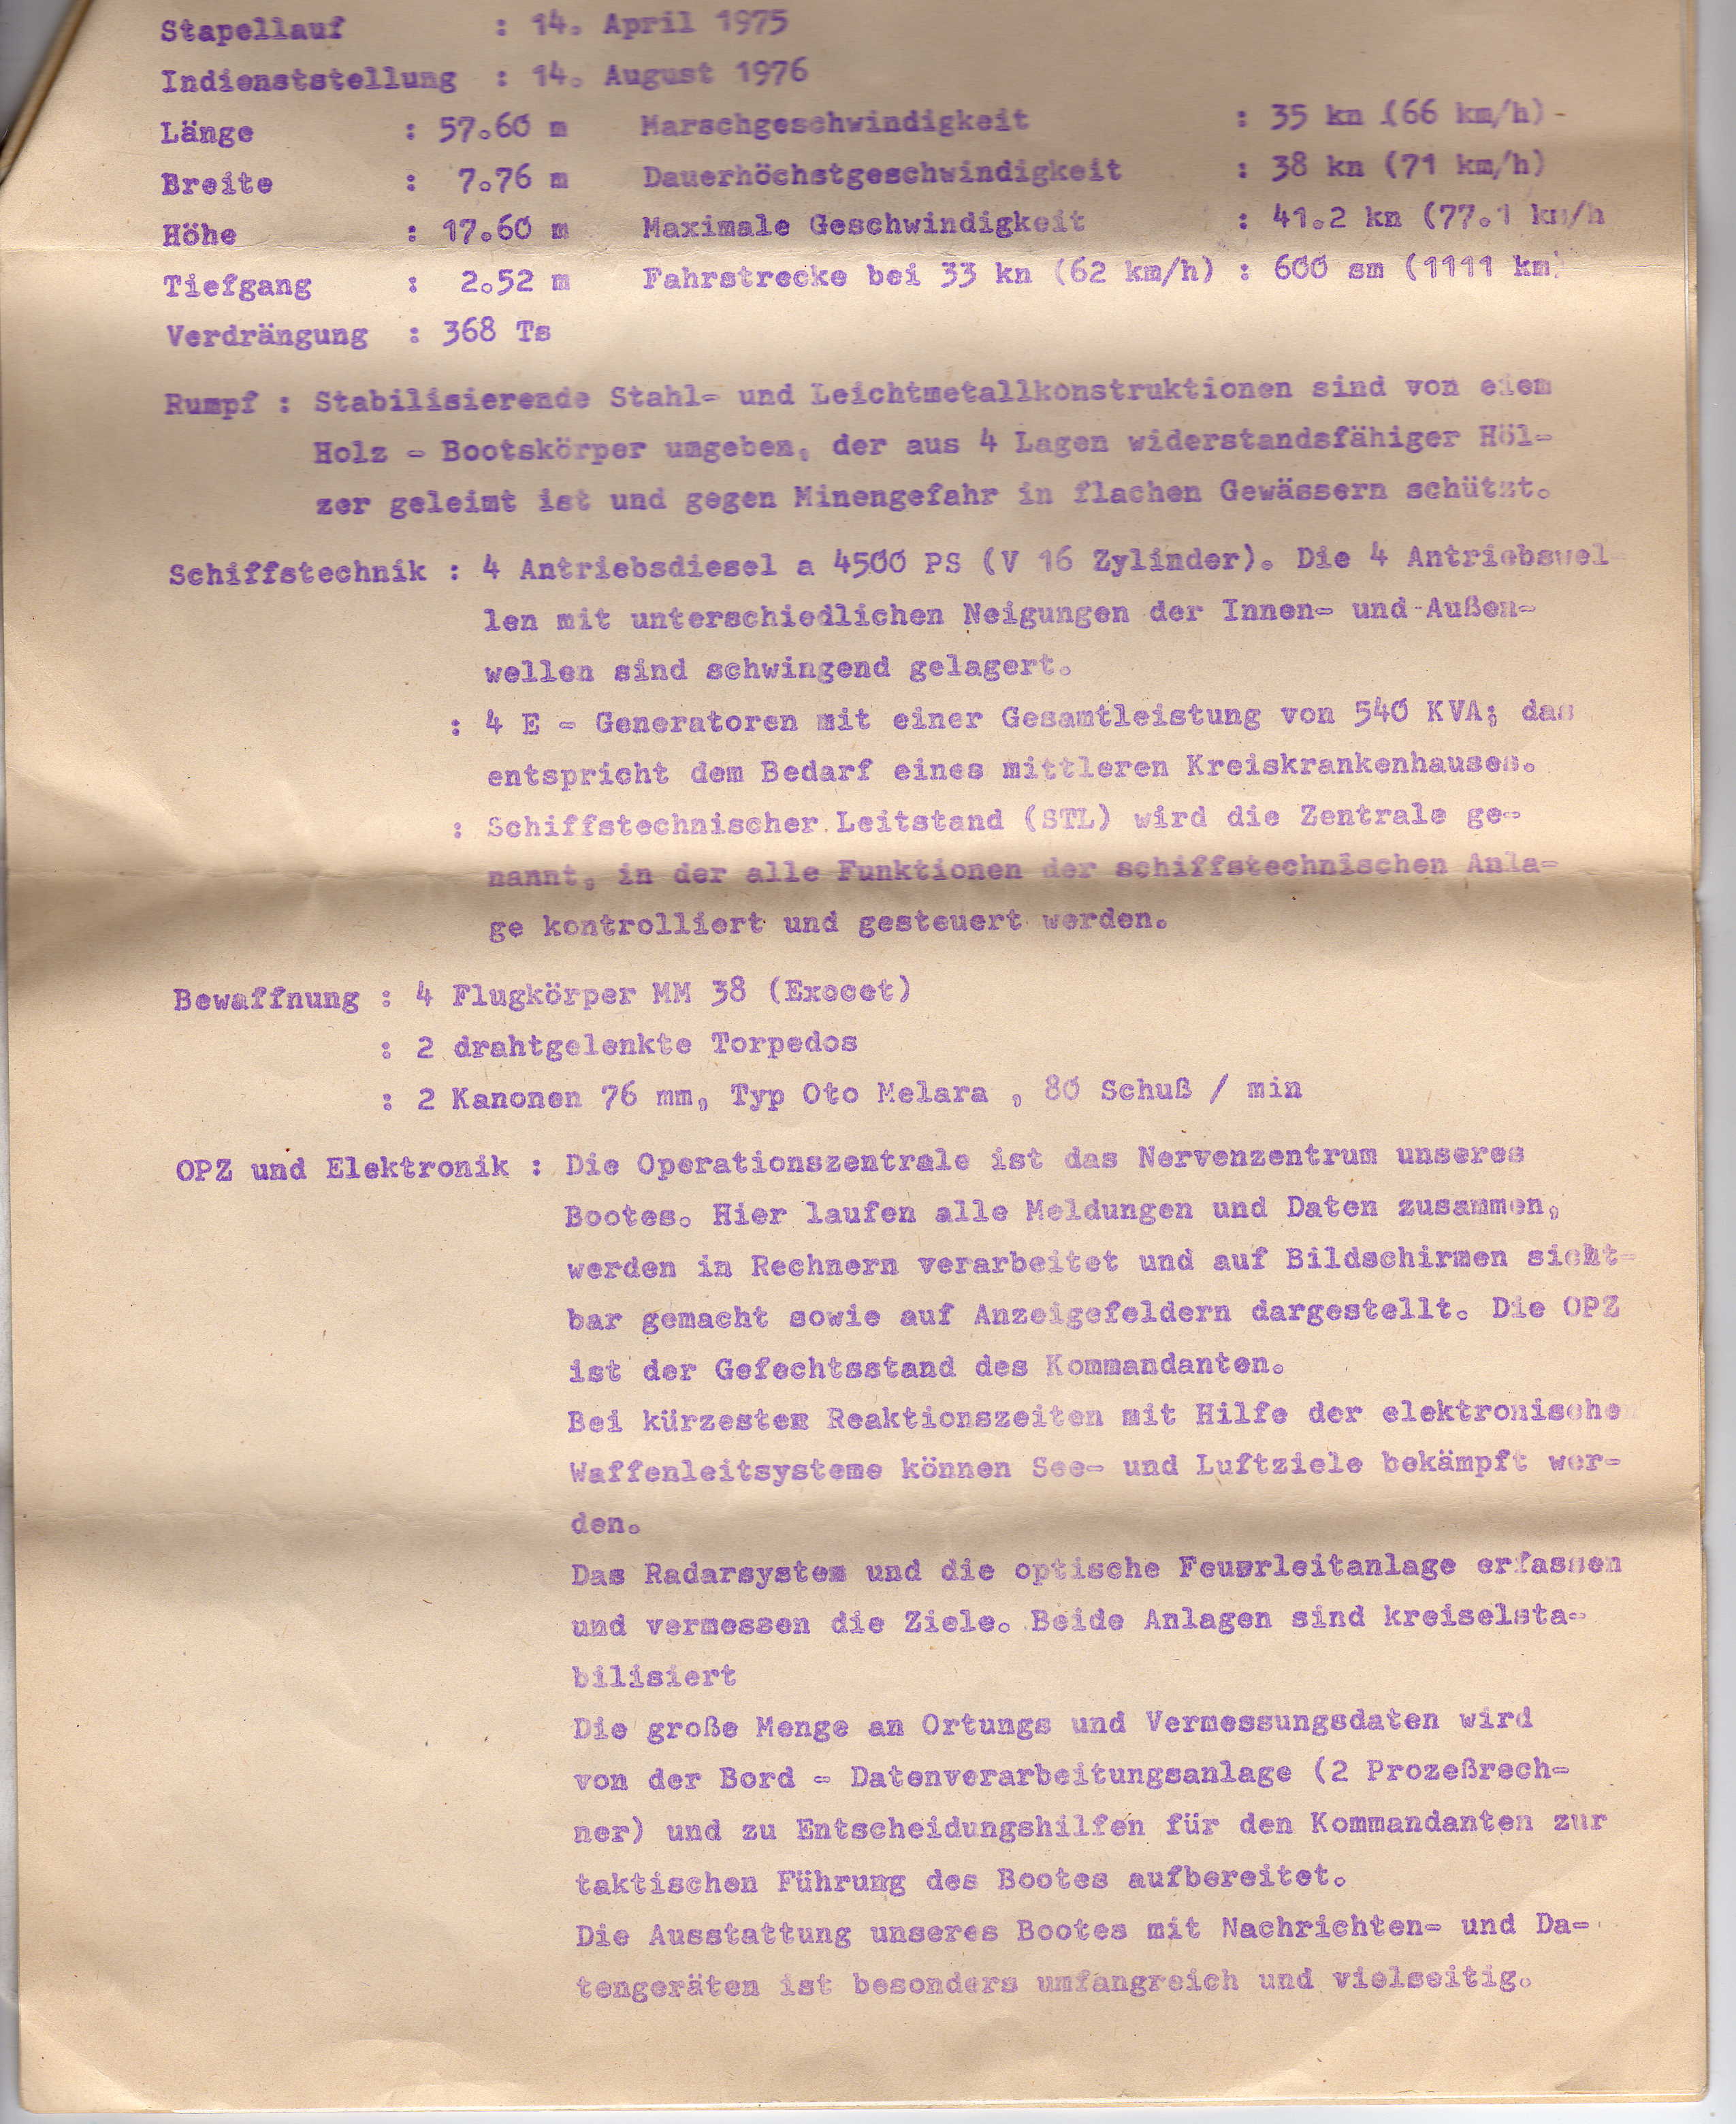 Stapellauf : 14. April 1975
Indienststellung : 14. August 1976
Länge : 57.60 m Marschgeschwindigkeit : 35 kn (66 km/h)
Breite : 7.76 m Dauerhöchstgeschwindigkeit : 38 kn (71 km/h)
Höhe : 17.60 m Maximale Geschwindigkeit : 41.2 kn (77.1 km/h
Tiefgang : 2.52 m Fahrstrecke bei 33 kn (62 km/h) : 600 sm (1111 km)
Verdrängung : 368 Ts
Rumpf : Stabilisierende Stahl- und Leichtmetallkonstruktionen sind von eiem
Holz - Bootskörper umgeben, der aus 4 Lagen widerstandsfähiger Höl-
zer geleimt ist und gegen Minengefahr in flachen Gewässern schützt.
Schiffstechnik : 4 Antriebsdiesel a 4500 PS (V 16 Zylinder). Die 4 Antriebswel-
len mit unterschiedlichen Neigungen der Innen- und Außen-
wellen sind schwingend gelagert.
: 4 E - Generatoren mit einer Gesamtleistung von 540 KVA; das
entspricht dem Bedarf eines mittleren Kreiskrankenhauses.
: Schiffstechnischer Leitstand (STL) wird die Zentrale ge-
nannt, in der alle Funktionen der schiffstechnischen Anla-
ge kontrolliert und gesteuert werden.
Bewaffnung : 4 Flugkörper MM 38 (Exocet)
: 2 drahtgelenkte Torpedos
: 2 Kanonen 76 mm, Typ Oto Melara , 80 Schuß / min
OPZ und Elektronik : Die Operationszentrale ist das Nervenzentrum unseres
Bootes. Hier laufen alle Meldungen und Daten zusammen,
werden in Rechnern verarbeitet und auf Bildschirmen sicht-
bar gemacht sowie auf Anzeigefeldern dargestellt. Die OPZ
ist der Gefechtsstand des Kommandanten.
Bei kürzestem Reaktionszeiten mit Hilfe der elektronischen
Waffenleitsysteme können See- und Luftziele bekämpft wer-
den.
Das Radarsystem und die optische Feuerleitanlage erfassen
und vermessen die Ziele. Beide Anlagen sind kreiselsta-
bilisiert
Die große Menge an Ortungs und Vermessungsdaten wird
von der Bord - Datenverarbeitungsanlage (2 Prozeßrech-
ner) und zu Entscheidungshilfen für den Kommandanten zur
taktischen Führung des Bootes aufbereitet.
Die Ausstattung unseres Bootes mit Nachrichten- und Da-
tengeräten ist besonders umfangreich und vielseitig.